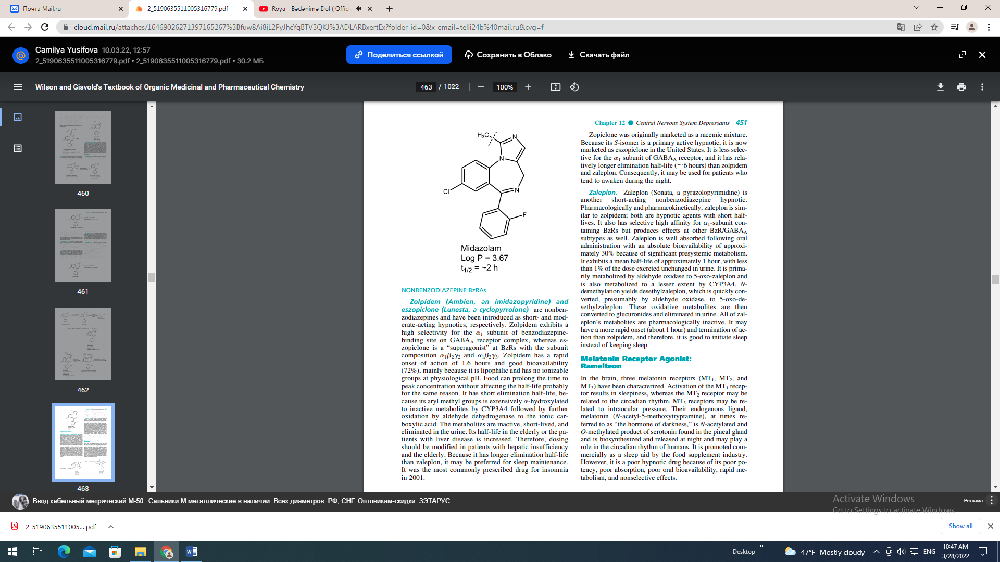 Почта Mail.ru
2_5190635511005316779.pdf
Röya - Bədənimə Dol ( Offici
cloud.mail.ru/attaches/16469026271397165267%3Bfuw8Ai8jL2PyJhcYqBTV3QKJ%3ADLARBxertEx?folder-id=0&x-email=telli24b%40mail.ru&cvg=f
Camilya Yusifova 10.03.22, 12:57
2_5190635511005316779.pdf • 2_5190635511005316779.pdf • 30.2 МБ
Поделиться ссылкой
Сохранить в Облако
Скачать файл
Wilson and Gisvold's Textbook of Organic Medicinal and Pharmaceutical Chemistry
463 / 1022
100%
460
461
462
463
H3C
N
N
N
Cl
F
Midazolam
Log P = 3.67
t1/2 = ~2 h
NONBENZODIAZEPINE BzRAs
Zolpidem (Ambien, an imidazopyridine) and
eszopiclone (Lunesta, a cyclopyrrolone) are nonben-
zodiazepines and have been introduced as short- and mod-
erate-acting hypnotics, respectively. Zolpidem exhibits a
high selectivity for the α1 subunit of benzodiazepine-
binding site on GABAA receptor complex, whereas es-
zopiclone is a “superagonist” at BzRs with the subunit
composition α1β2γ2 and α1β2γ3. Zolpidem has a rapid
onset of action of 1.6 hours and good bioavailability
(72%), mainly because it is lipophilic and has no ionizable
groups at physiological pH. Food can prolong the time to
peak concentration without affecting the half-life probably
for the same reason. It has short elimination half-life, be-
cause its aryl methyl groups is extensively α-hydroxylated
to inactive metabolites by CYP3A4 followed by further
oxidation by aldehyde dehydrogenase to the ionic car-
boxylic acid. The metabolites are inactive, short-lived, and
eliminated in the urine. Its half-life in the elderly or the pa-
tients with liver disease is increased. Therefore, dosing
should be modified in patients with hepatic insufficiency
and the elderly. Because it has longer elimination half-life
than zaleplon, it may be preferred for sleep maintenance.
It was the most commonly prescribed drug for insomnia
in 2001.
Chapter 12 Central Nervous System Depressants 451
Zopiclone was originally marketed as a racemic mixture.
Because its S-isomer is a primary active hypnotic, it is now
marketed as eszopiclone in the United States. It is less selec-
tive for the α1 subunit of GABAA receptor, and it has rela-
tively longer elimination half-life (~6 hours) than zolpidem
and zaleplon. Consequently, it may be used for patients who
tend to awaken during the night.
Zaleplon. Zaleplon (Sonata, a pyrazolopyrimidine) is
another short-acting nonbenzodiazepine hypnotic.
Pharmacologically and pharmacokinetically, zaleplon is sim-
ilar to zolpidem; both are hypnotic agents with short half-
lives. It also has selective high affinity for α1-subunit con-
taining BzRs but produces effects at other BzR/GABAA
subtypes as well. Zaleplon is well absorbed following oral
administration with an absolute bioavailability of approxi-
mately 30% because of significant presystemic metabolism.
It exhibits a mean half-life of approximately 1 hour, with less
than 1% of the dose excreted unchanged in urine. It is prima-
rily metabolized by aldehyde oxidase to 5-oxo-zaleplon and
is also metabolized to a lesser extent by CYP3A4. N-
demethylation yields desethylzaleplon, which is quickly con-
verted, presumably by aldehyde oxidase, to 5-oxo-de-
sethylzaleplon. These oxidative metabolites are then
converted to glucuronides and eliminated in urine. All of zal-
eplon’s metabolites are pharmacologically inactive. It may
have a more rapid onset (about 1 hour) and termination of ac-
tion than zolpidem, and therefore, it is good to initiate sleep
instead of keeping sleep.
Melatonin Receptor Agonist:
Ramelteon
In the brain, three melatonin receptors (MT1, MT2, and
MT3) have been characterized. Activation of the MT1 recep-
tor results in sleepiness, whereas the MT2 receptor may be
related to the circadian rhythm. MT3 receptors may be re-
lated to intraocular pressure. Their endogenous ligand,
melatonin (N-acetyl-5-methoxytryptamine), at times re-
ferred to as “the hormone of darkness,” is N-acetylated and
O-methylated product of serotonin found in the pineal gland
and is biosynthesized and released at night and may play a
role in the circadian rhythm of humans. It is promoted com-
mercially as a sleep aid by the food supplement industry.
However, it is a poor hypnotic drug because of its poor po-
tency, poor absorption, poor oral bioavailability, rapid me-
tabolism, and nonselective effects.
Ввод кабельный метрический М-50 Сальники М металлические в наличии. Всех диаметров. РФ, СНГ. Оптовикам-скидки. ЗЭТАРУС
Реклама
Activate Windows
Go to Settings to activate Windows.
2_5190635511005....pdf
Show all
Desktop
47°F Mostly cloudy
ENG
10:47 AM
3/28/2022